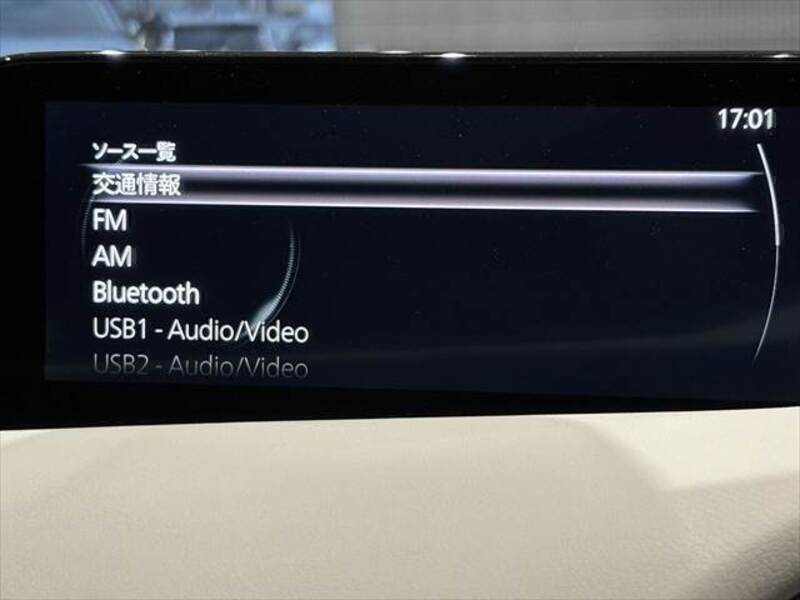 17:01
ソース一覧
交通情報
FM
AM
Bluetooth
USB1 - Audio/Video
USB2 - Audio/Video